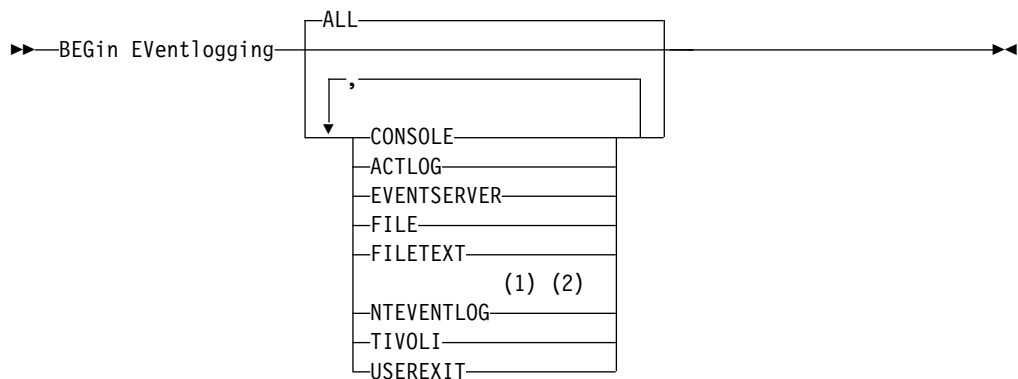 ALL
BEGin EVentlogging
,
CONSOLE
ACTLOG
EVENTSERVER
FILE
FILETEXT
(1) (2)
NTEVENTLOG
TIVOLI
USEREXIT